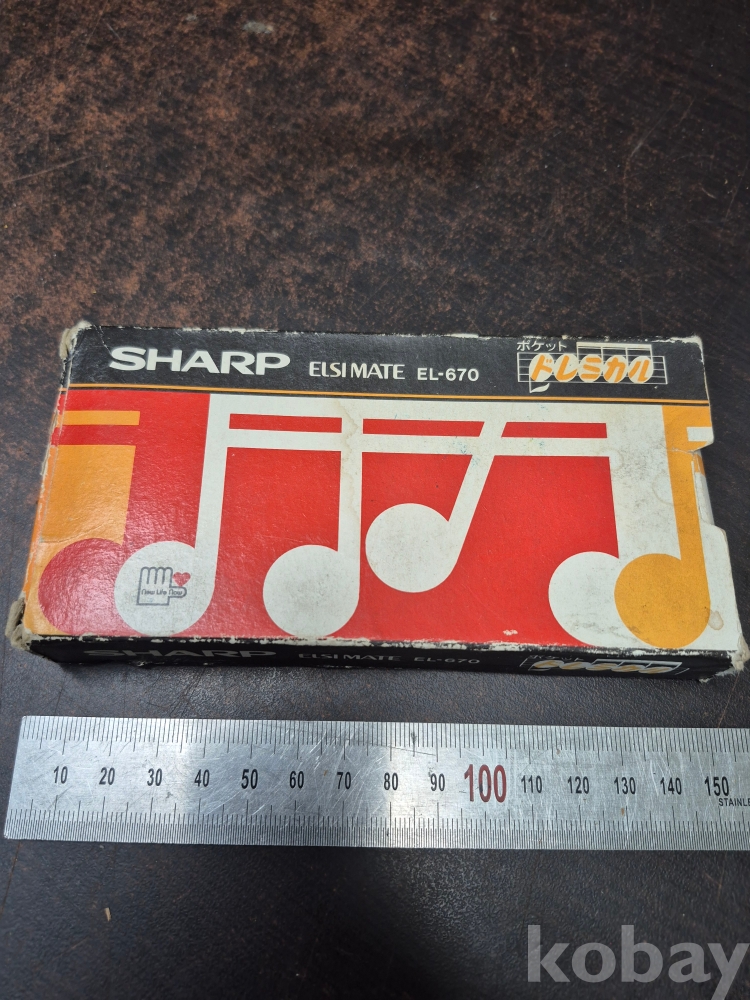 SHARP ELSIMATE EL-670
ポケット
ドレミカル
New Life Now
SHARP ELSIMATE EL-670
10 20 30 40 50 60 70 80 90 100 110 120 130 140 150
kobay